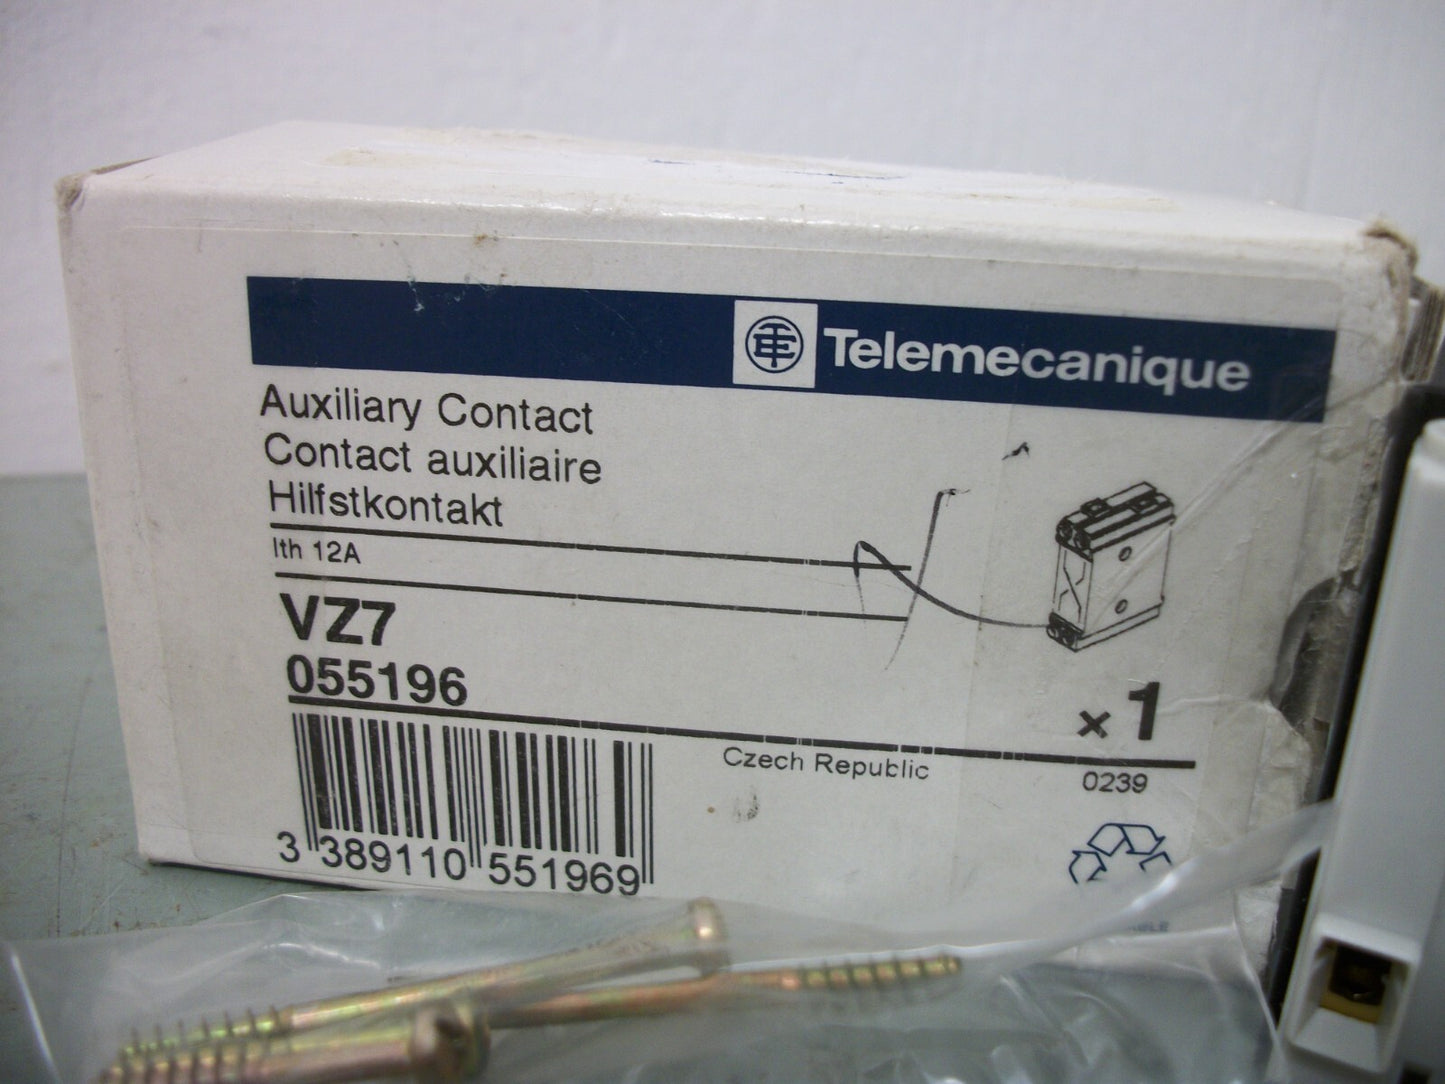 Telemecanique
Auxiliary Contact
Contact auxiliaire
Hilfstkontakt
Ith 12A
VZ7
055196
x 1
Czech Republic
0239
3 389110 551969